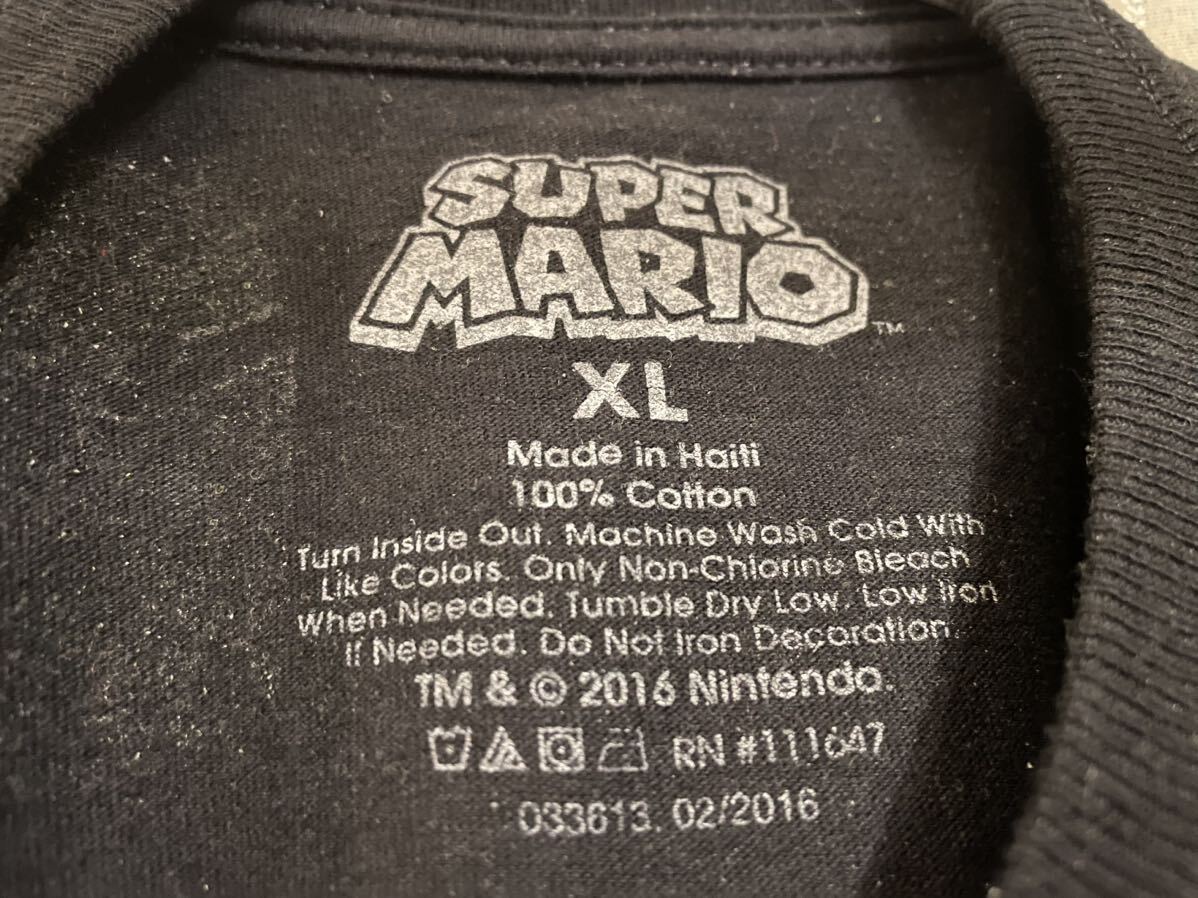 SUPER
MARIO™
XL
Made in Haiti
100% Cotton
Turn Inside Out. Machine Wash Cold With
Like Colors. Only Non-Chlorine Bleach
When Needed. Tumble Dry Low. Low Iron
If Needed. Do Not Iron Decoration.
TM & © 2016 Nintendo.
RN #111647
033613. 02/2016